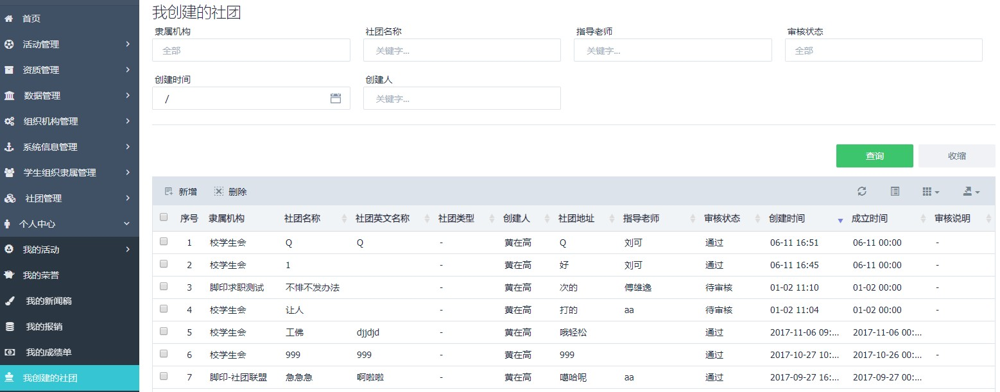 首页
活动管理
资质管理
数据管理
组织机构管理
系统信息管理
学生组织隶属管理
社团管理
个人中心
我的活动
我的荣誉
我的新闻稿
我的报销
我的成绩单
我创建的社团
我创建的社团
隶属机构 社团名称 指导老师 审核状态
全部 关键字... 关键字... 全部
创建时间 创建人
/ 关键字...
查询 收缩
新增 删除
序号 隶属机构 社团名称 社团英文名称 社团类型 创建人 社团地址 指导老师 审核状态 创建时间 成立时间 审核说明
1 校学生会 Q Q - 黄在高 Q 刘可 通过 06-11 16:51 06-11 00:00 -
2 校学生会 1 - 黄在高 好 刘可 通过 06-11 16:45 06-11 00:00 -
3 脚印求职测试 不悱不发办法 - 黄在高 次的 傅雄逸 待审核 01-02 11:10 01-02 00:00 -
4 校学生会 让人 - 黄在高 打的 aa 待审核 01-02 11:04 01-02 00:00 -
5 校学生会 工佛 djjdjd - 黄在高 哦轻松 通过 2017-11-06 09:... 2017-11-06 00:...
6 校学生会 999 999 - 黄在高 999 通过 2017-10-27 10:... 2017-10-26 00:... -
7 脚印-社团联盟 急急急 啊啦啦 - 黄在高 噶哈呢 aa 通过 2017-09-27 16:... 2017-09-27 00:...